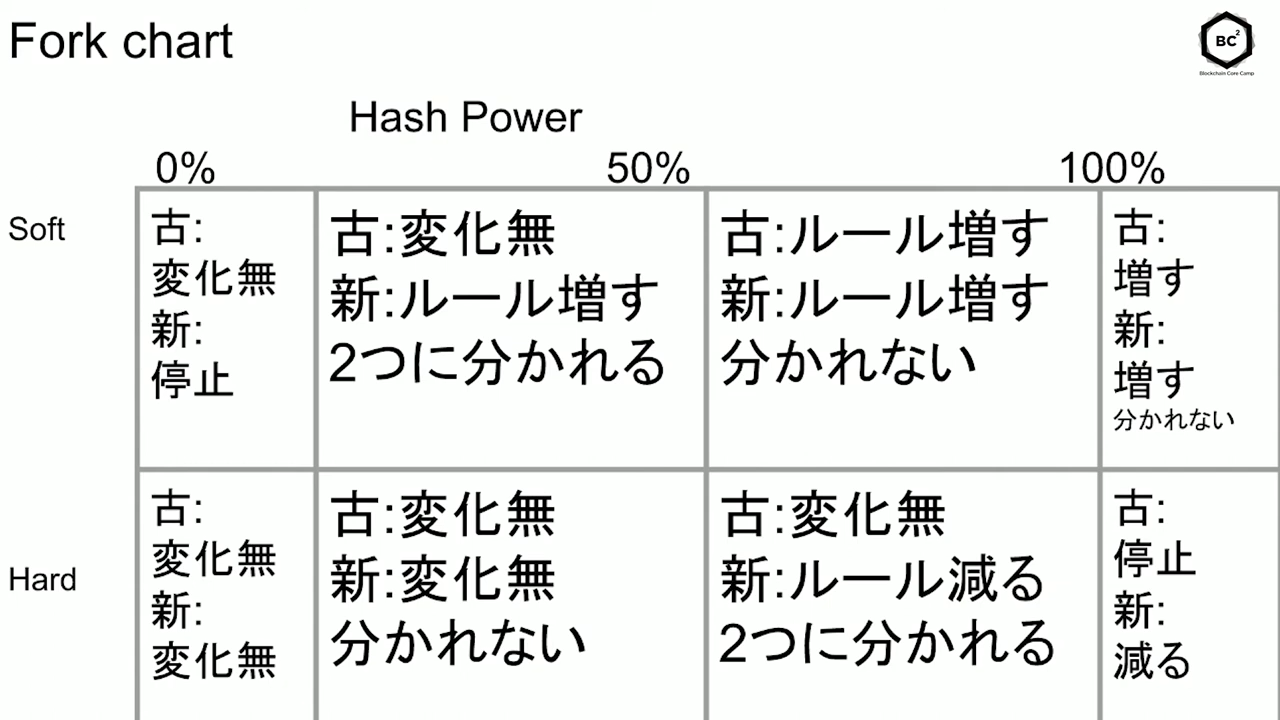 Fork chart
BC2
Blockchain Core Camp
Hash Power
0%
50%
100%
Soft
古:
変化無
新:
停止
古:変化無
新:ルール増す
2つに分かれる
古:ルール増す
新:ルール増す
分かれない
古:
増す
新:
増す
分かれない
Hard
古:
変化無
新:
変化無
古:変化無
新:変化無
分かれない
古:変化無
新:ルール減る
2つに分かれる
古:
停止
新:
減る